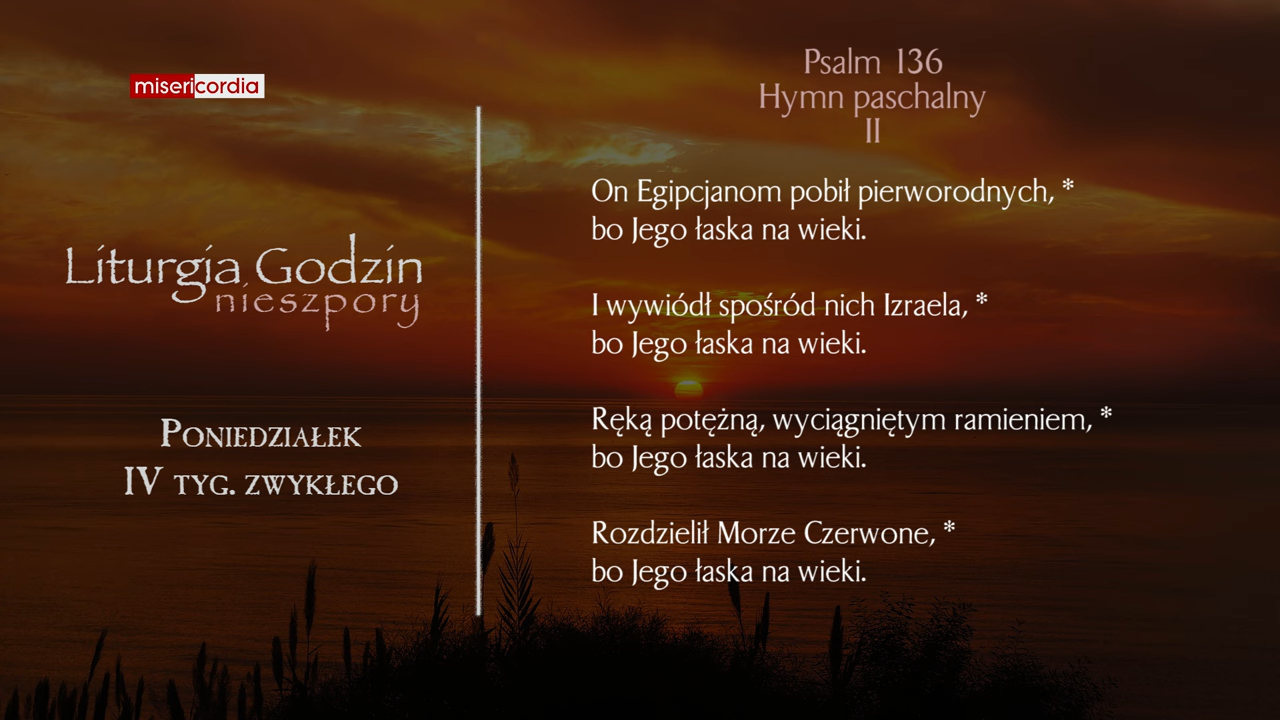 misericordia
Liturgia Godzin
nieszpory
Poniedziałek
IV tyg. zwykłego
Psalm 136
Hymn paschalny
II
On Egipcjanom pobił pierworodnych, *
bo Jego łaska na wieki.
I wywiódł spośród nich Izraela, *
bo Jego łaska na wieki.
Ręką potężną, wyciągniętym ramieniem, *
bo Jego łaska na wieki.
Rozdzielił Morze Czerwone, *
bo Jego łaska na wieki.